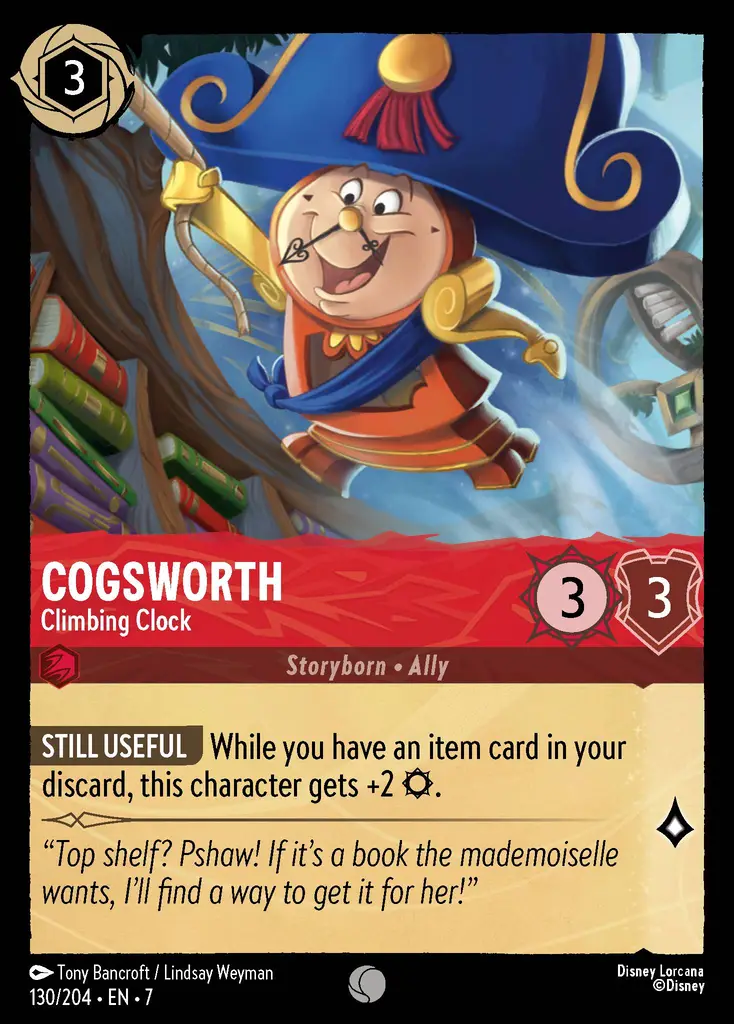 3
COGSWORTH
Climbing Clock
3
3
Storyborn • Ally
STILL USEFUL While you have an item card in your
discard, this character gets +2 .
“Top shelf? Pshaw! If it’s a book the mademoiselle
wants, I’ll find a way to get it for her!”
Tony Bancroft / Lindsay Weyman
130/204 • EN • 7
Disney Lorcana
©Disney